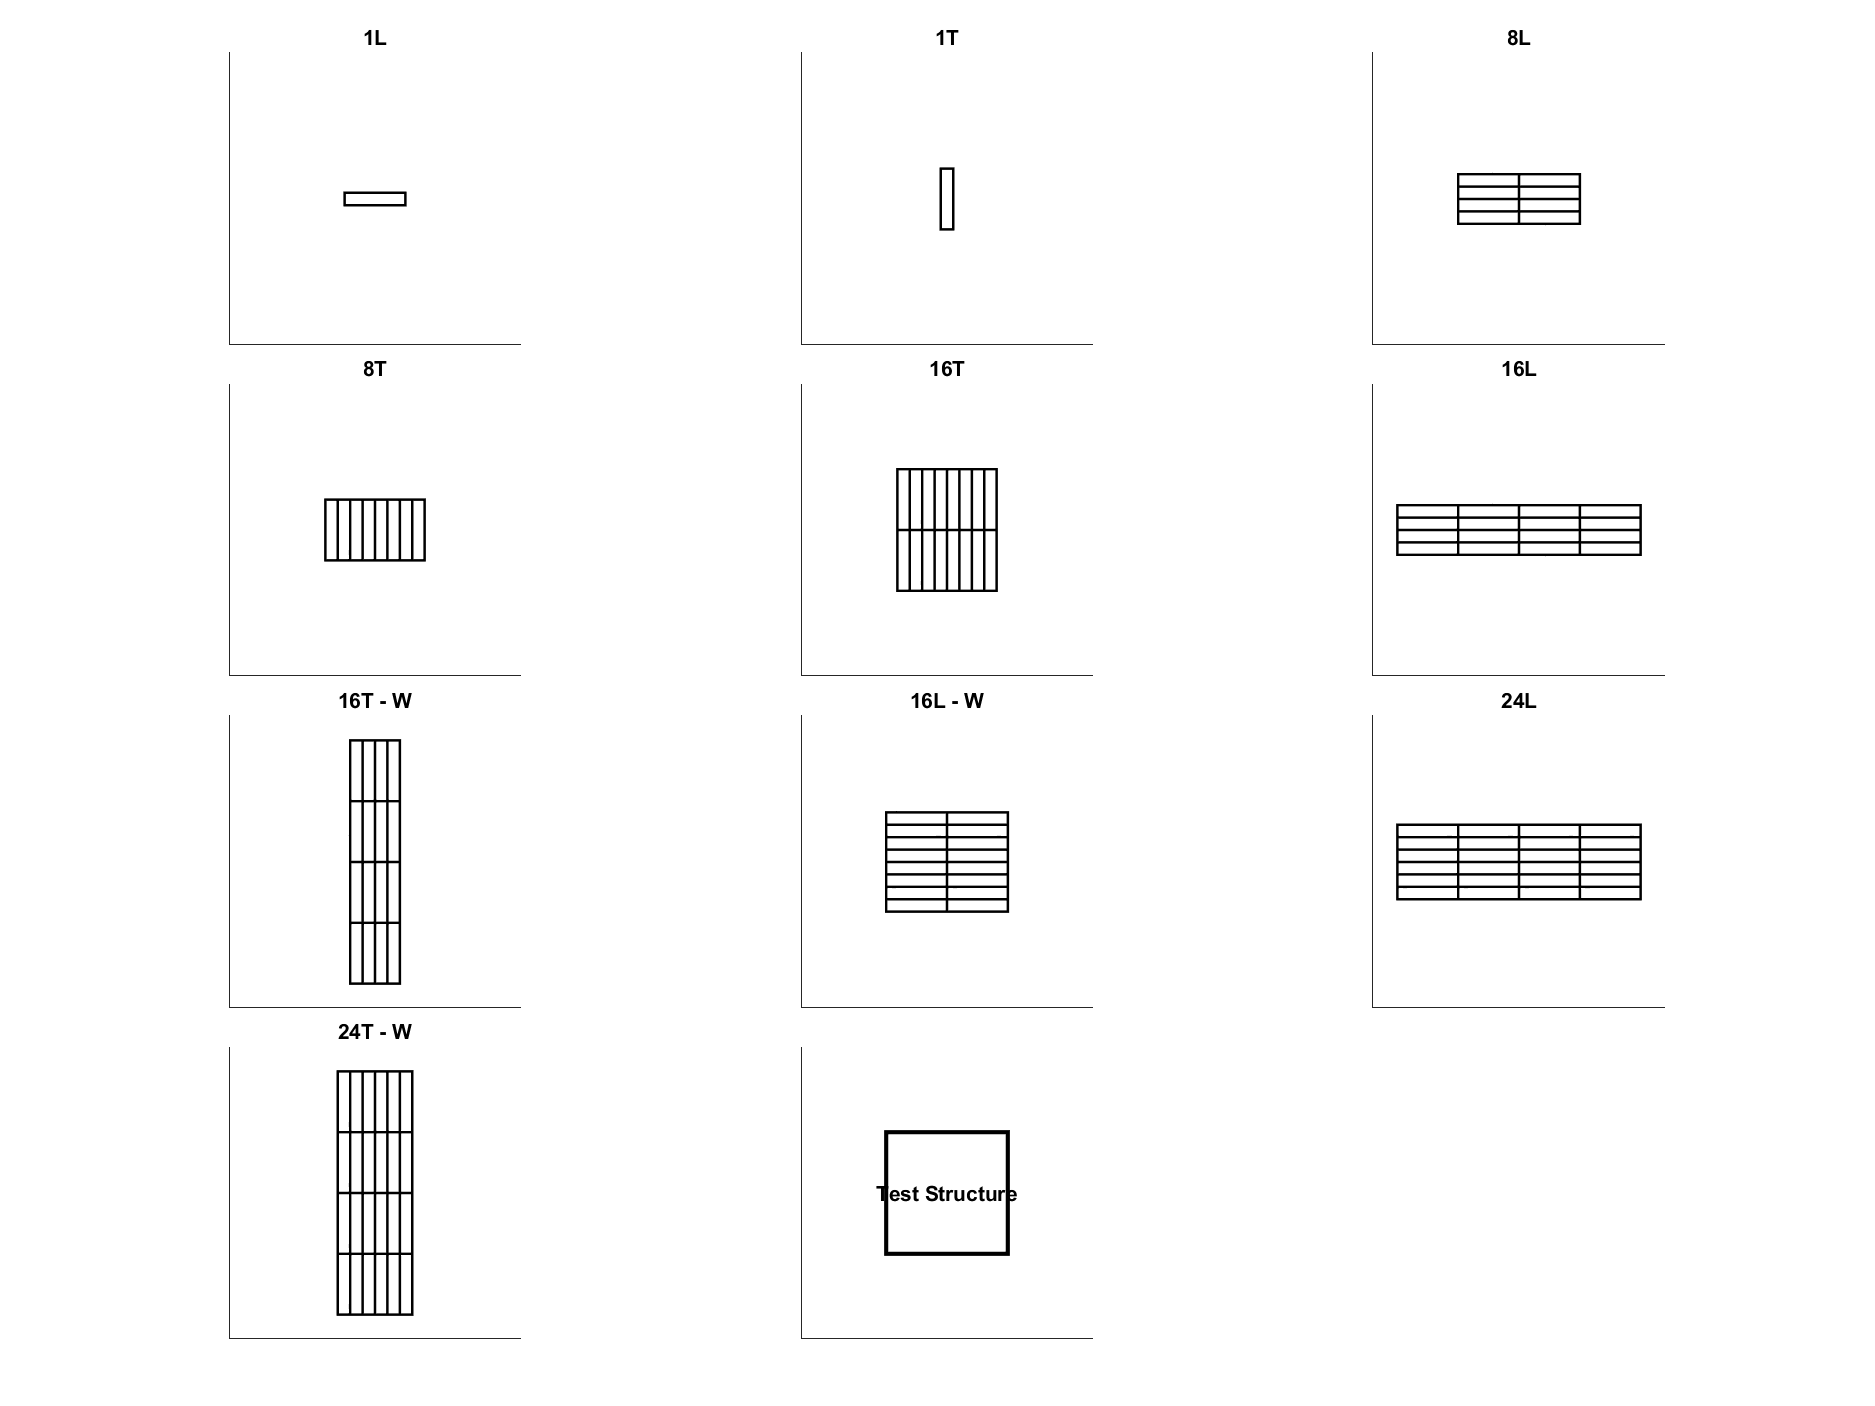 1L
1T
8L
8T
16T
16L
16T - W
16L - W
24L
24T - W
Test Structure